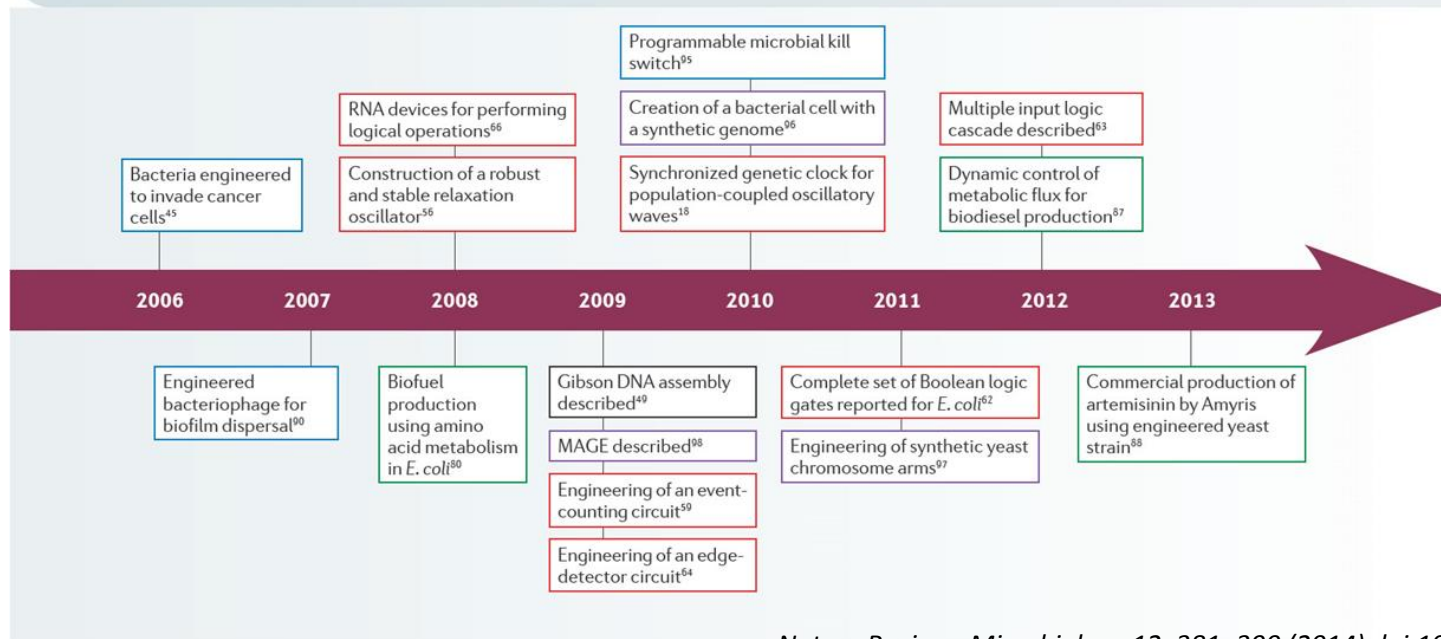 Programmable microbial kill
switch⁹⁵
RNA devices for performing
logical operations⁶⁶
Creation of a bacterial cell with
a synthetic genome⁹⁶
Multiple input logic
cascade described⁶³
Bacteria engineered
to invade cancer
cells⁴⁵
Construction of a robust
and stable relaxation
oscillator⁵⁶
Synchronized genetic clock for
population-coupled oscillatory
waves¹⁸
Dynamic control of
metabolic flux for
biodiesel production⁸⁷
2006 2007 2008 2009 2010 2011 2012 2013
Engineered
bacteriophage for
biofilm dispersal⁹⁰
Biofuel
production
using amino
acid metabolism
in E. coli⁸⁰
Gibson DNA assembly
described⁴⁹
MAGE described⁹⁸
Engineering of an event-
counting circuit⁵⁹
Engineering of an edge-
detector circuit⁶⁴
Complete set of Boolean logic
gates reported for E. coli⁶²
Engineering of synthetic yeast
chromosome arms⁹⁷
Commercial production of
artemisinin by Amyris
using engineered yeast
strain⁸⁸